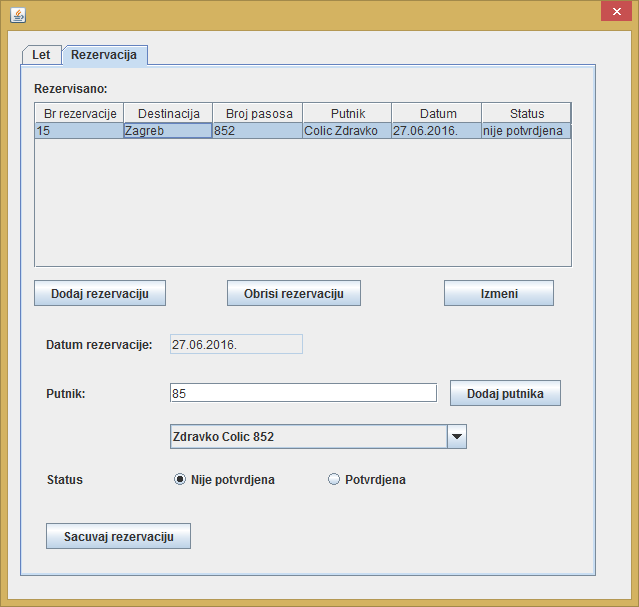 Let Rezervacija
Rezervisano:
Br rezervacije Destinacija Broj pasosa Putnik Datum Status
15 Zagreb 852 Colic Zdravko 27.06.2016. nije potvrdjena
Dodaj rezervaciju Obrisi rezervaciju Izmeni
Datum rezervacije: 27.06.2016.
Putnik: 85 Dodaj putnika
Zdravko Colic 852
Status Nije potvrdjena Potvrdjena
Sacuvaj rezervaciju